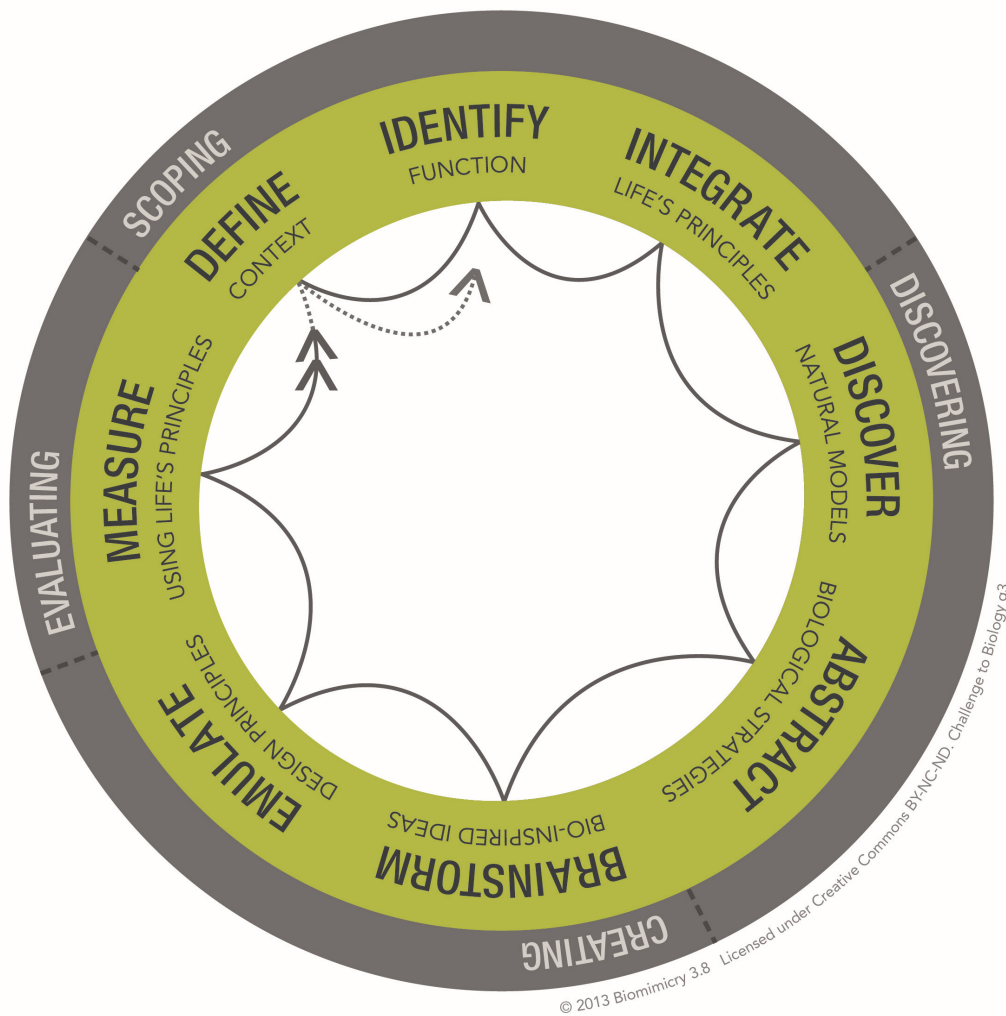 SCOPING
DEFINE
CONTEXT
IDENTIFY
FUNCTION
INTEGRATE
LIFE'S PRINCIPLES
DISCOVERING
DISCOVER
NATURAL MODELS
ABSTRACT
BIOLOGICAL STRATEGIES
CREATING
BRAINSTORM
BIO-INSPIRED IDEAS
EMULATE
DESIGN PRINCIPLES
EVALUATING
MEASURE
USING LIFE'S PRINCIPLES
© 2013 Biomimicry 3.8 Licensed under Creative Commons BY-NC-ND. Challenge to Biology g3